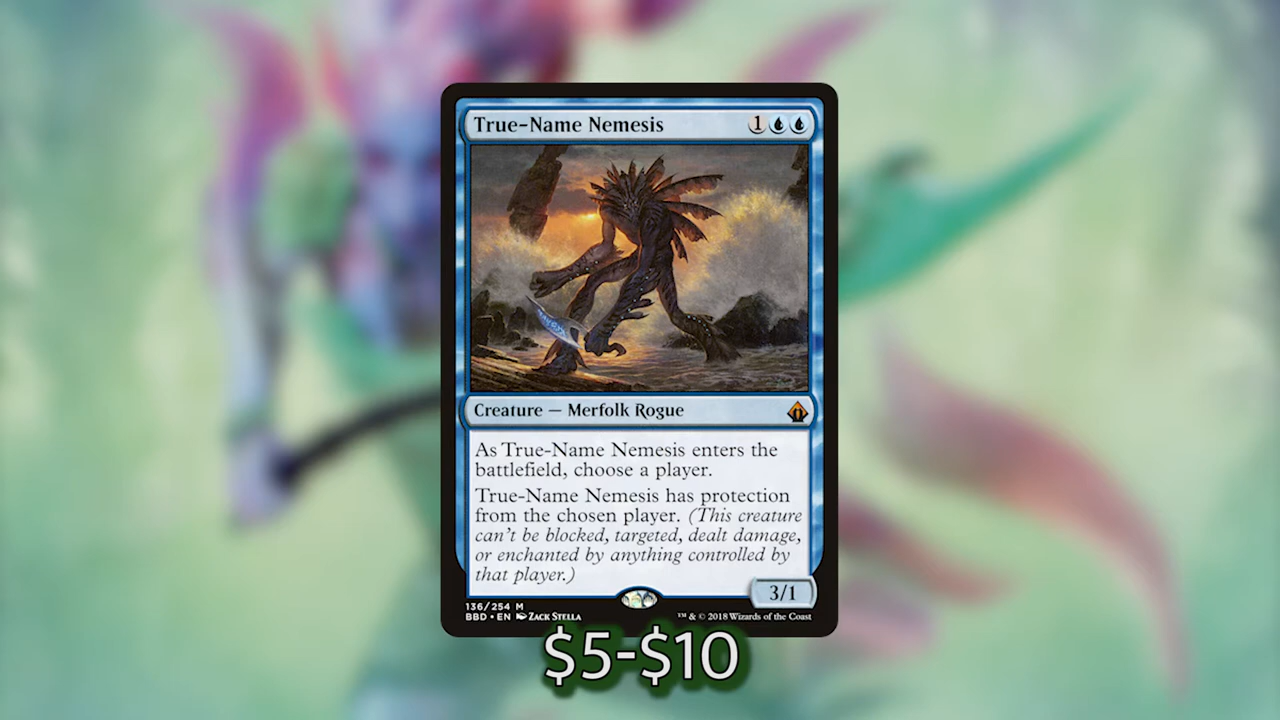 True-Name Nemesis 1
Creature — Merfolk Rogue
As True-Name Nemesis enters the
battlefield, choose a player.
True-Name Nemesis has protection
from the chosen player. (This creature
can't be blocked, targeted, dealt damage,
or enchanted by anything controlled by
that player.)
3/1
136/254 M
BBD • EN Zack Stella
™ & © 2018 Wizards of the Coast
$5-$10